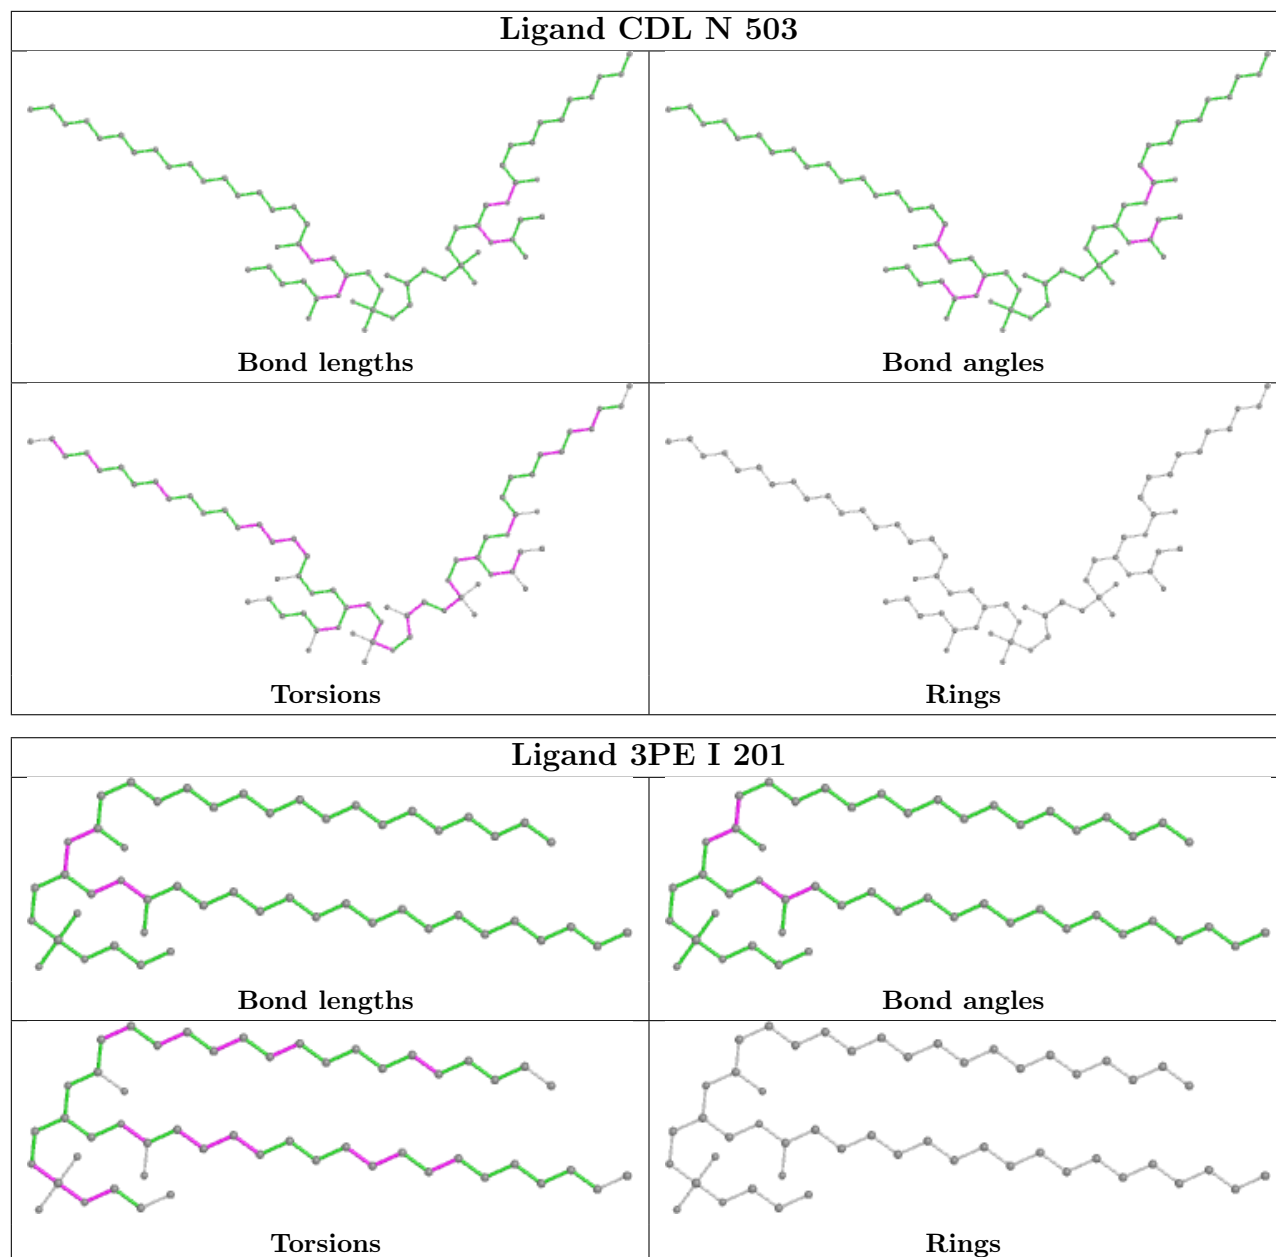 Ligand CDL N 503
Bond lengths
Bond angles
Torsions
Rings
Ligand 3PE I 201
Bond lengths
Bond angles
Torsions
Rings